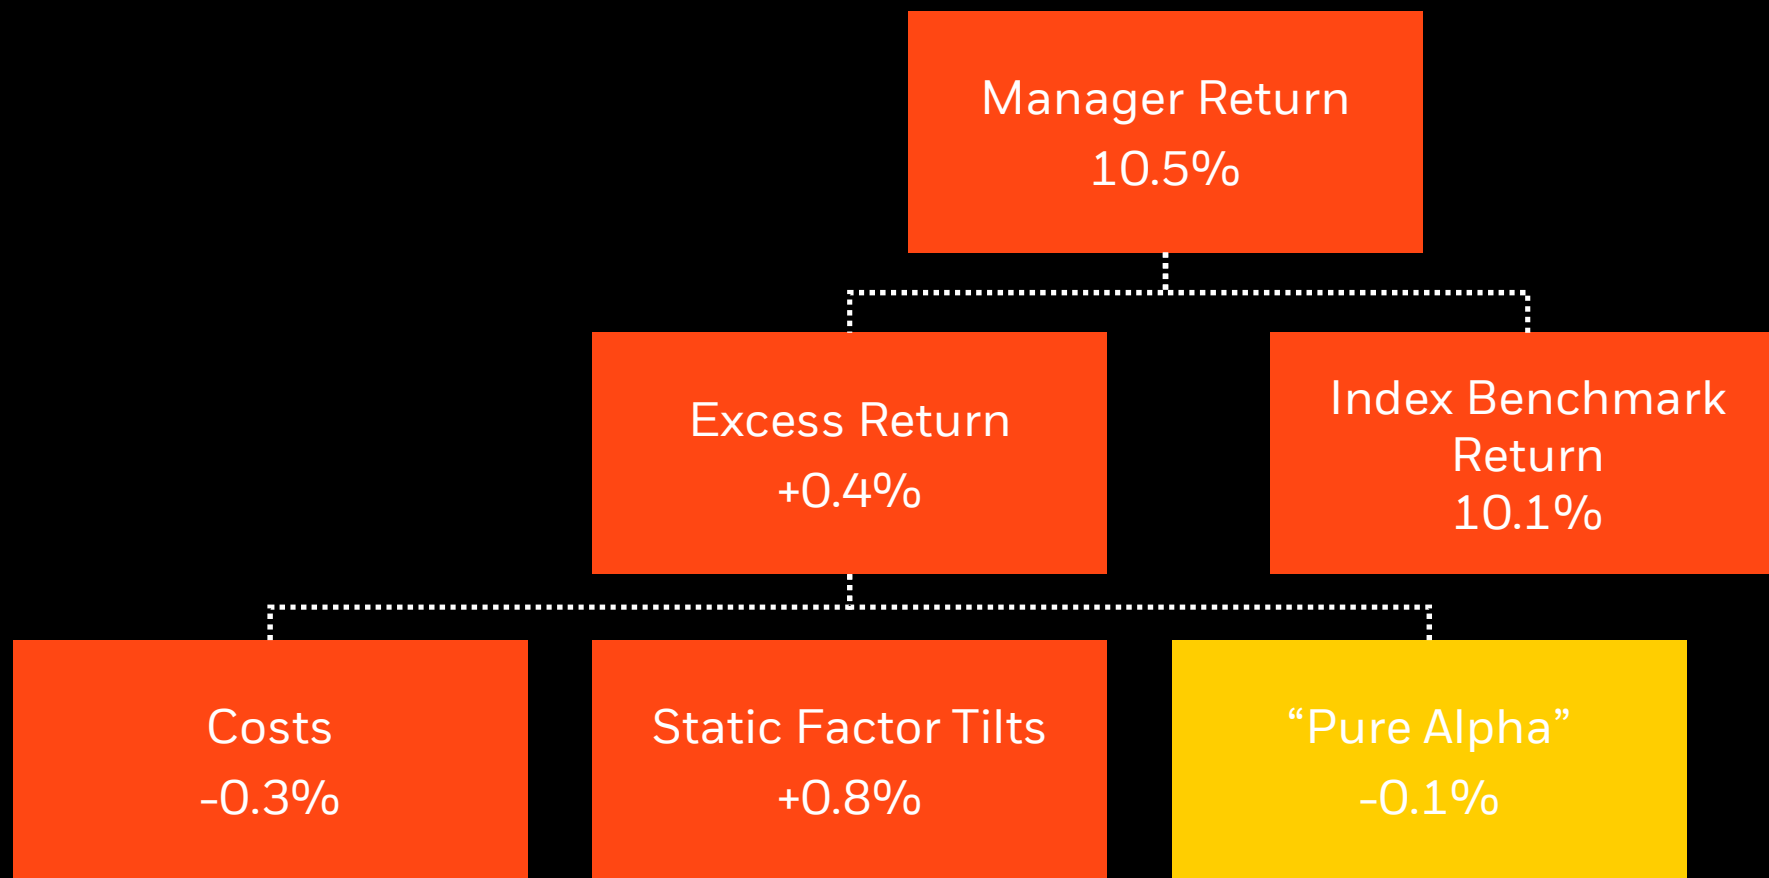 Manager Return
10.5%
Excess Return
+0.4%
Index Benchmark
Return
10.1%
Costs
-0.3%
Static Factor Tilts
+0.8%
“Pure Alpha”
-0.1%